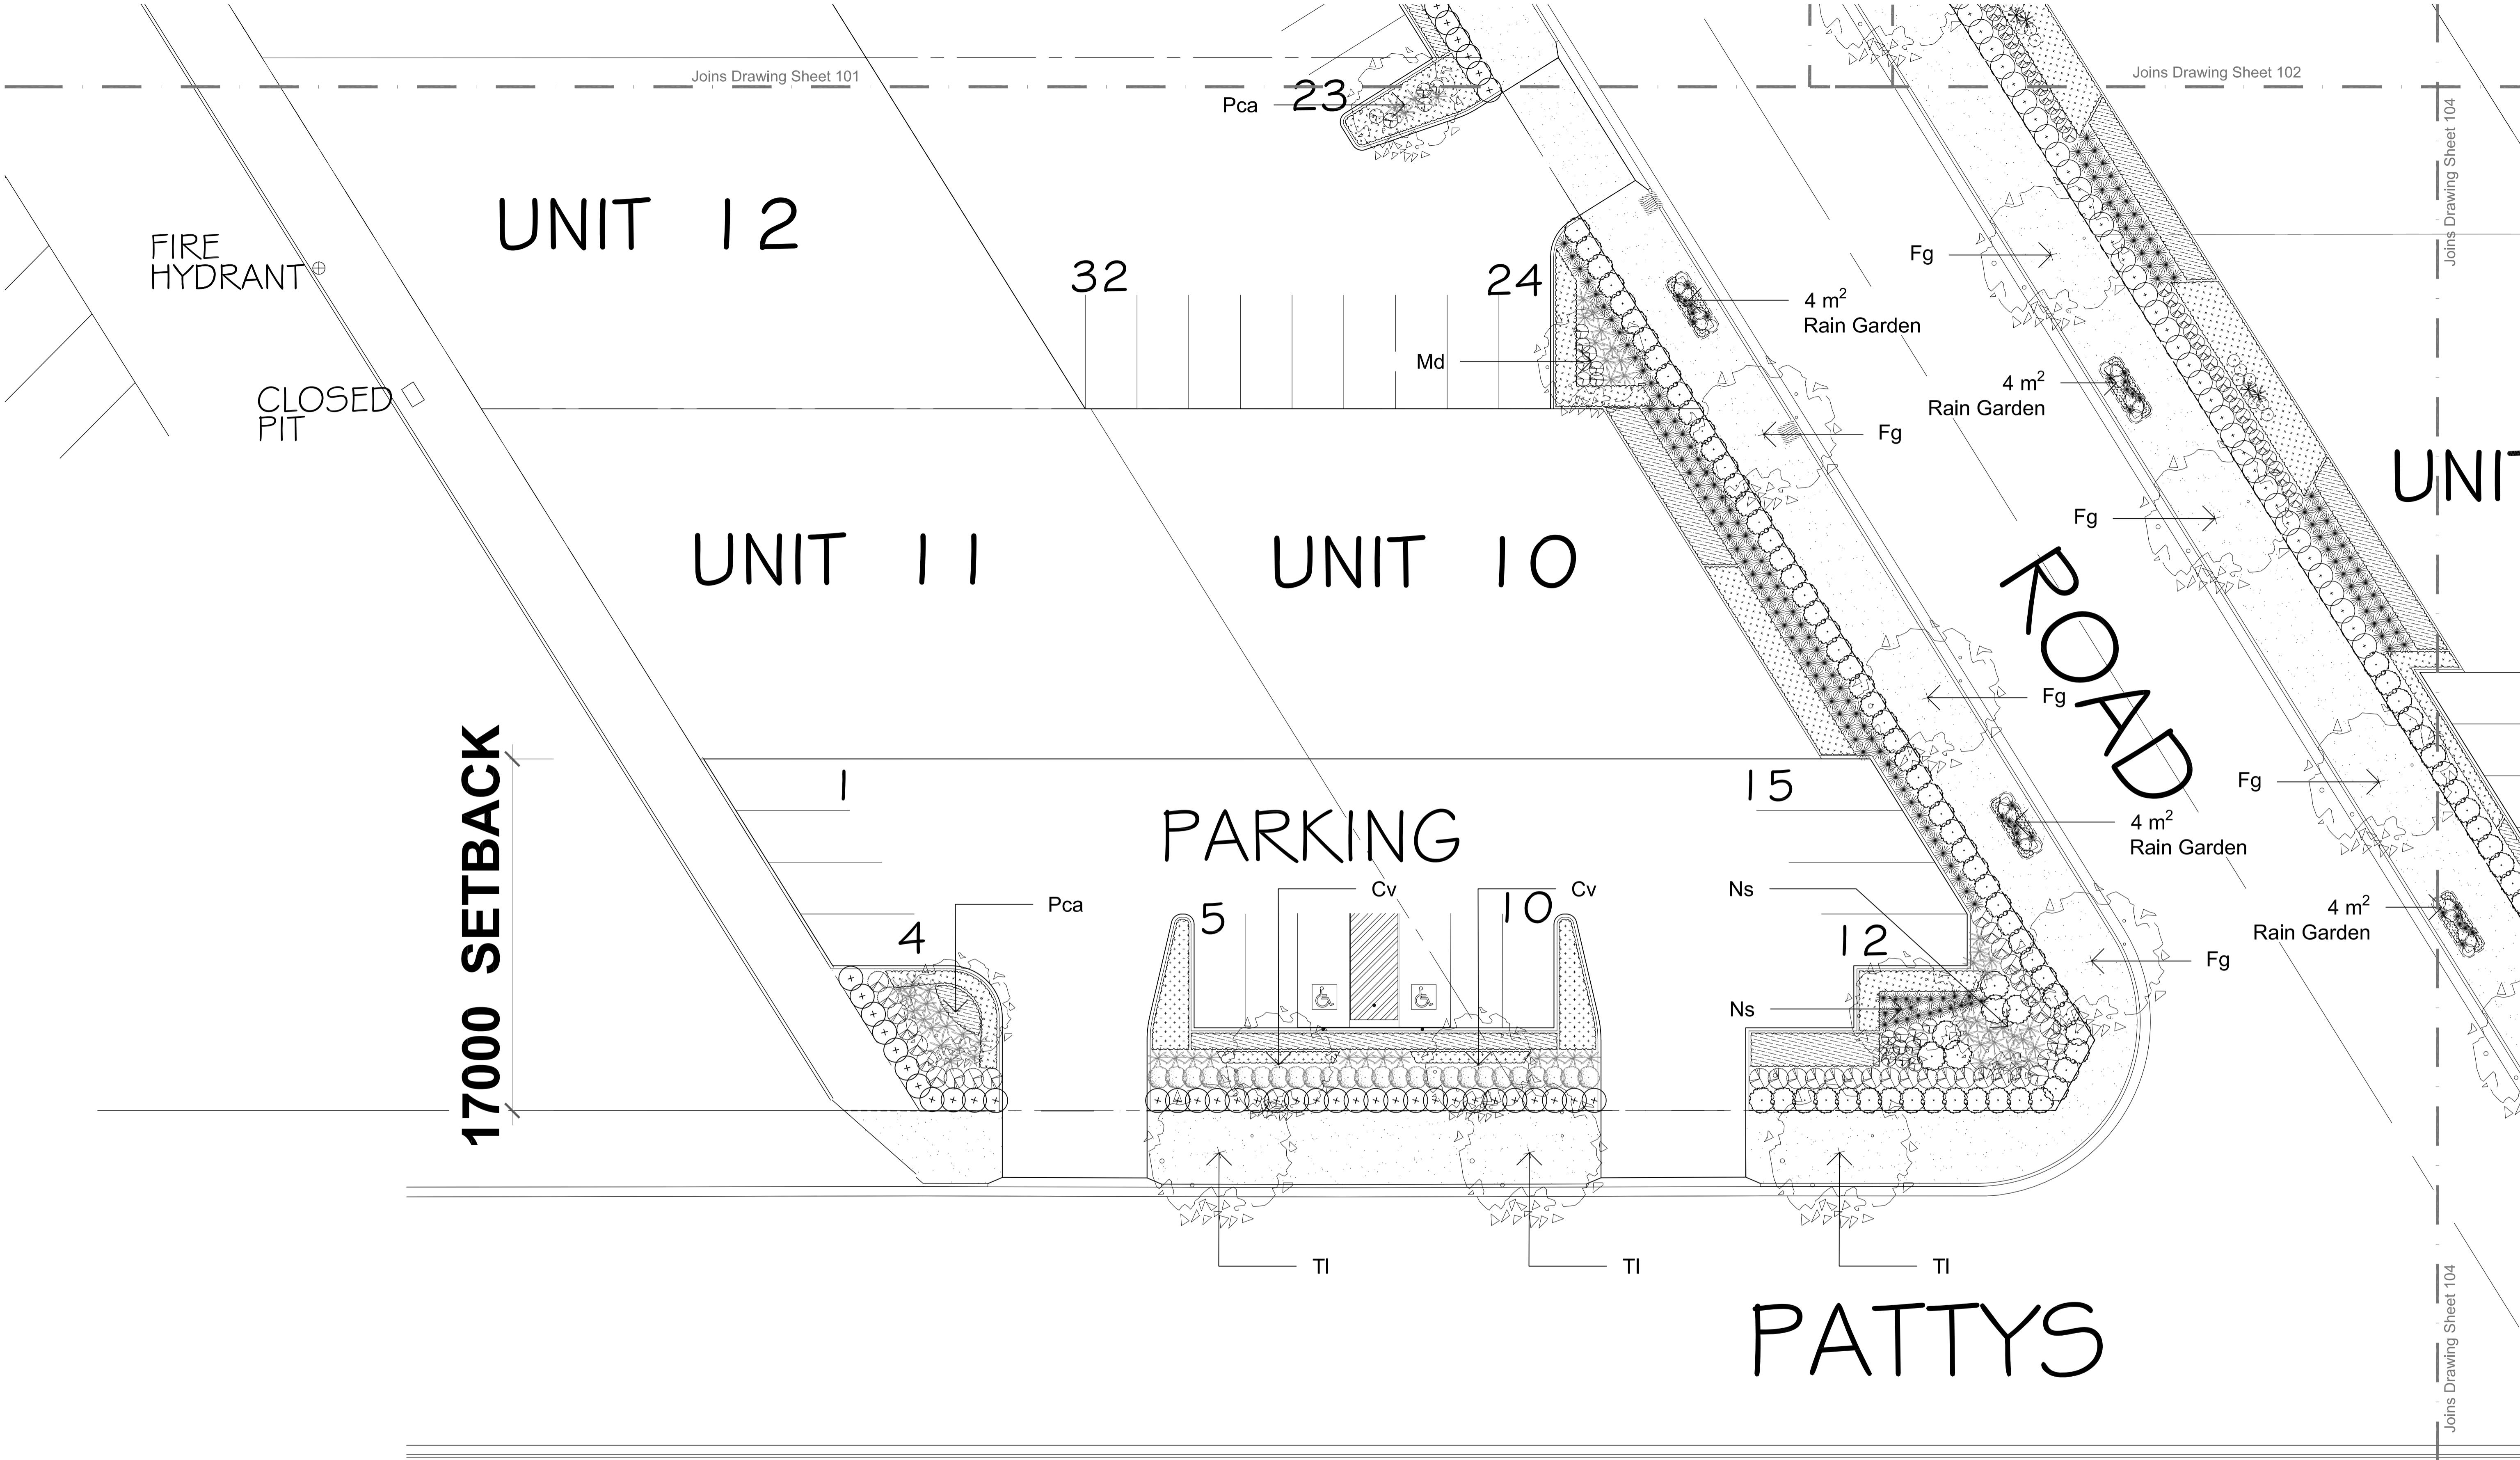 Joins Drawing Sheet 101
Joins Drawing Sheet 102
Joins Drawing Sheet 104
Pca
23
UNIT 12
FIRE
HYDRANT
32
24
Fg
4 m²
Rain Garden
Md
CLOSED
PIT
4 m²
Rain Garden
Fg
UNI
Fg
UNIT 11
UNIT 10
ROAD
Fg
17000 SETBACK
1
15
Fg
PARKING
4 m²
Rain Garden
Cv
Cv
Ns
Pca
5
10
4 m²
Rain Garden
4
12
Fg
Ns
Tl
Tl
Tl
PATTYS
Joins Drawing Sheet 104